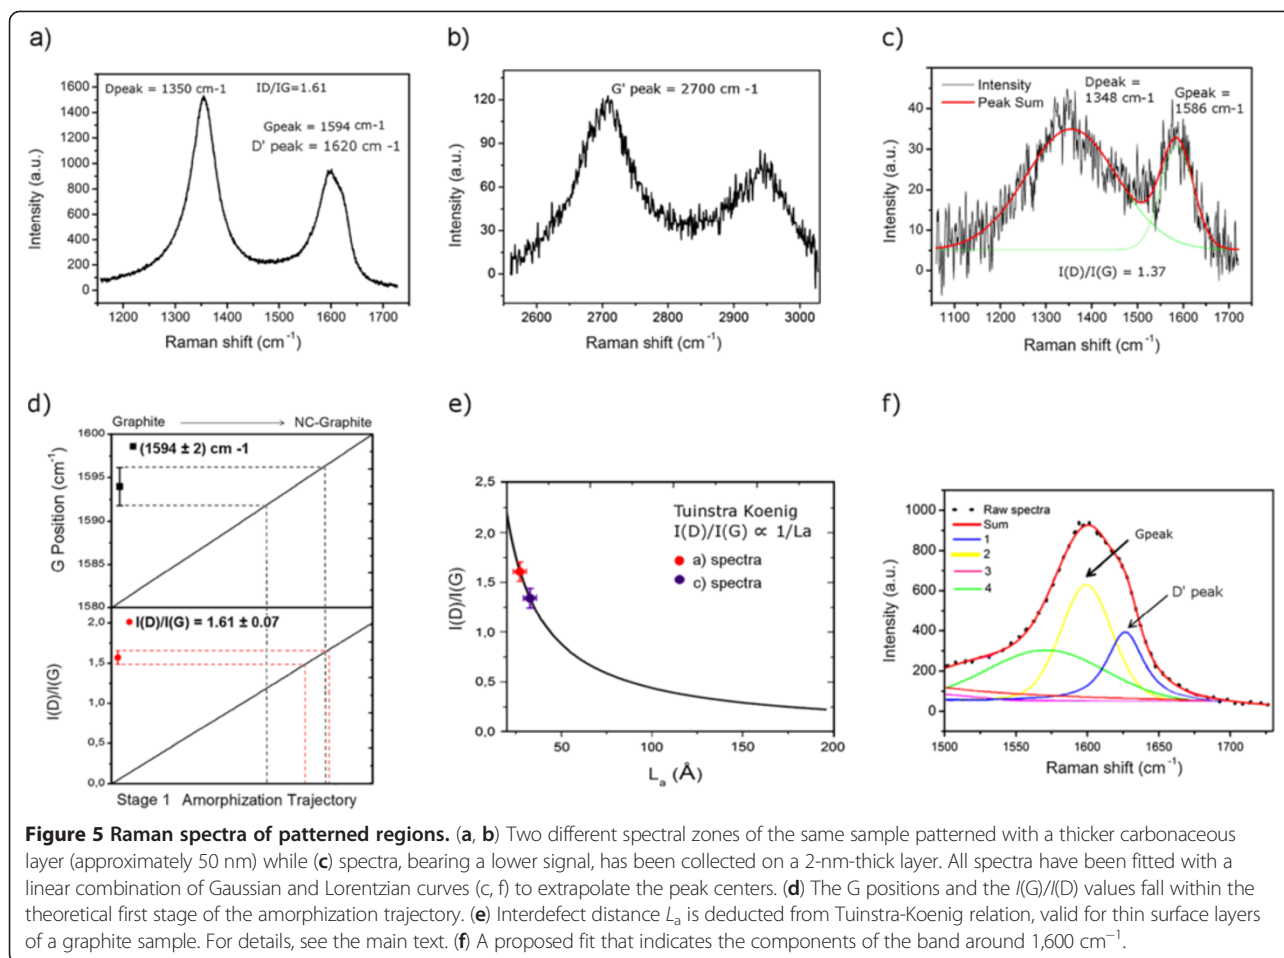 a)
Dpeak = 1350 cm-1
ID/IG=1.61
Gpeak = 1594 cm-1
D' peak = 1620 cm -1
1600
1400
1200
1000
800
600
400
200
0
Intensity (a.u.)
1200 1300 1400 1500 1600 1700
Raman shift (cm⁻¹)
b)
G' peak = 2700 cm -1
120
90
60
30
0
Intensity (a.u.)
2600 2700 2800 2900 3000
Raman shift (cm⁻¹)
c)
Intensity
Peak Sum
Dpeak =
1348 cm-1
Gpeak =
1586 cm-1
50
40
30
20
10
0
Intensity (a.u.)
I(D)/I(G) = 1.37
1100 1200 1300 1400 1500 1600 1700
Raman shift (cm⁻¹)
d)
Graphite NC-Graphite
1600
1595
1590
1585
1580
G Position (cm⁻¹)
(1594 ± 2) cm -1
2,0
1,5
1,0
0,5
0,0
I(D)/I(G)
I(D)/I(G) = 1.61 ± 0.07
Stage 1 Amorphization Trajectory
e)
2,5
2,0
1,5
1,0
0,5
0,0
I(D)/I(G)
Tuinstra Koenig
I(D)/I(G) ∝ 1/La
a) spectra
c) spectra
50 100 150 200
Lₐ (Å)
f)
1000
800
600
400
200
0
Intensity (a.u.)
Raw spectra
Sum
1
2
3
4
Gpeak
D' peak
1500 1550 1600 1650 1700
Raman shift (cm⁻¹)
Figure 5 Raman spectra of patterned regions. (a, b) Two different spectral zones of the same sample patterned with a thicker carbonaceous
layer (approximately 50 nm) while (c) spectra, bearing a lower signal, has been collected on a 2-nm-thick layer. All spectra have been fitted with a
linear combination of Gaussian and Lorentzian curves (c, f) to extrapolate the peak centers. (d) The G positions and the I(G)/I(D) values fall within the
theoretical first stage of the amorphization trajectory. (e) Interdefect distance Lₐ is deducted from Tuinstra-Koenig relation, valid for thin surface layers
of a graphite sample. For details, see the main text. (f) A proposed fit that indicates the components of the band around 1,600 cm⁻¹.